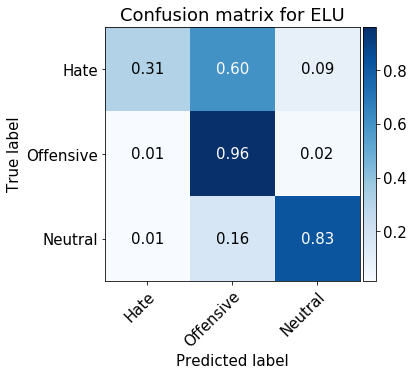 Confusion matrix for ELU
Hate 0.31 0.60 0.09
Offensive 0.01 0.96 0.02
Neutral 0.01 0.16 0.83
True label
Hate Offensive Neutral
Predicted label
0.8
0.6
0.4
0.2